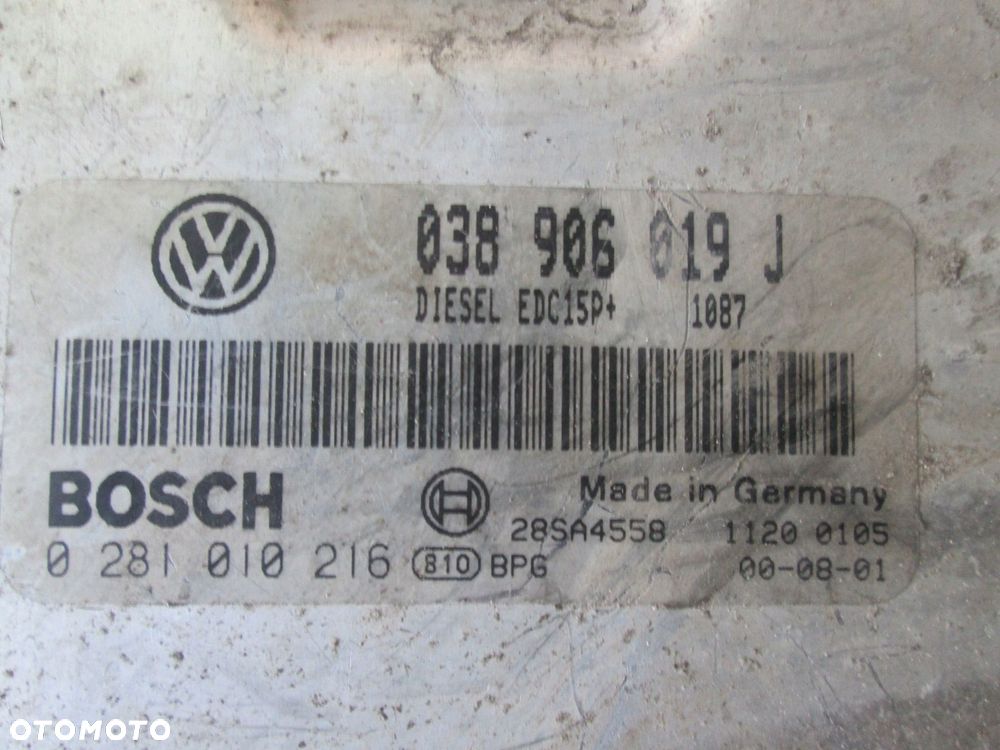 038 906 019 J
DIESEL EDC15P+ 1087
BOSCH
Made in Germany
28SA4558 1120 0105
0 281 010 216 810 BPG 00-08-01
OTOMOTO